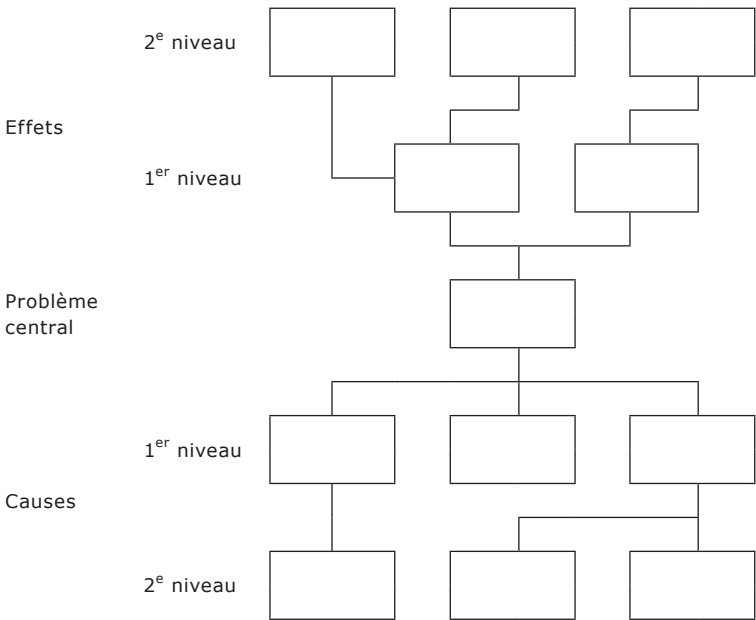 2e niveau
Effets
1er niveau
Problème
central
1er niveau
Causes
2e niveau